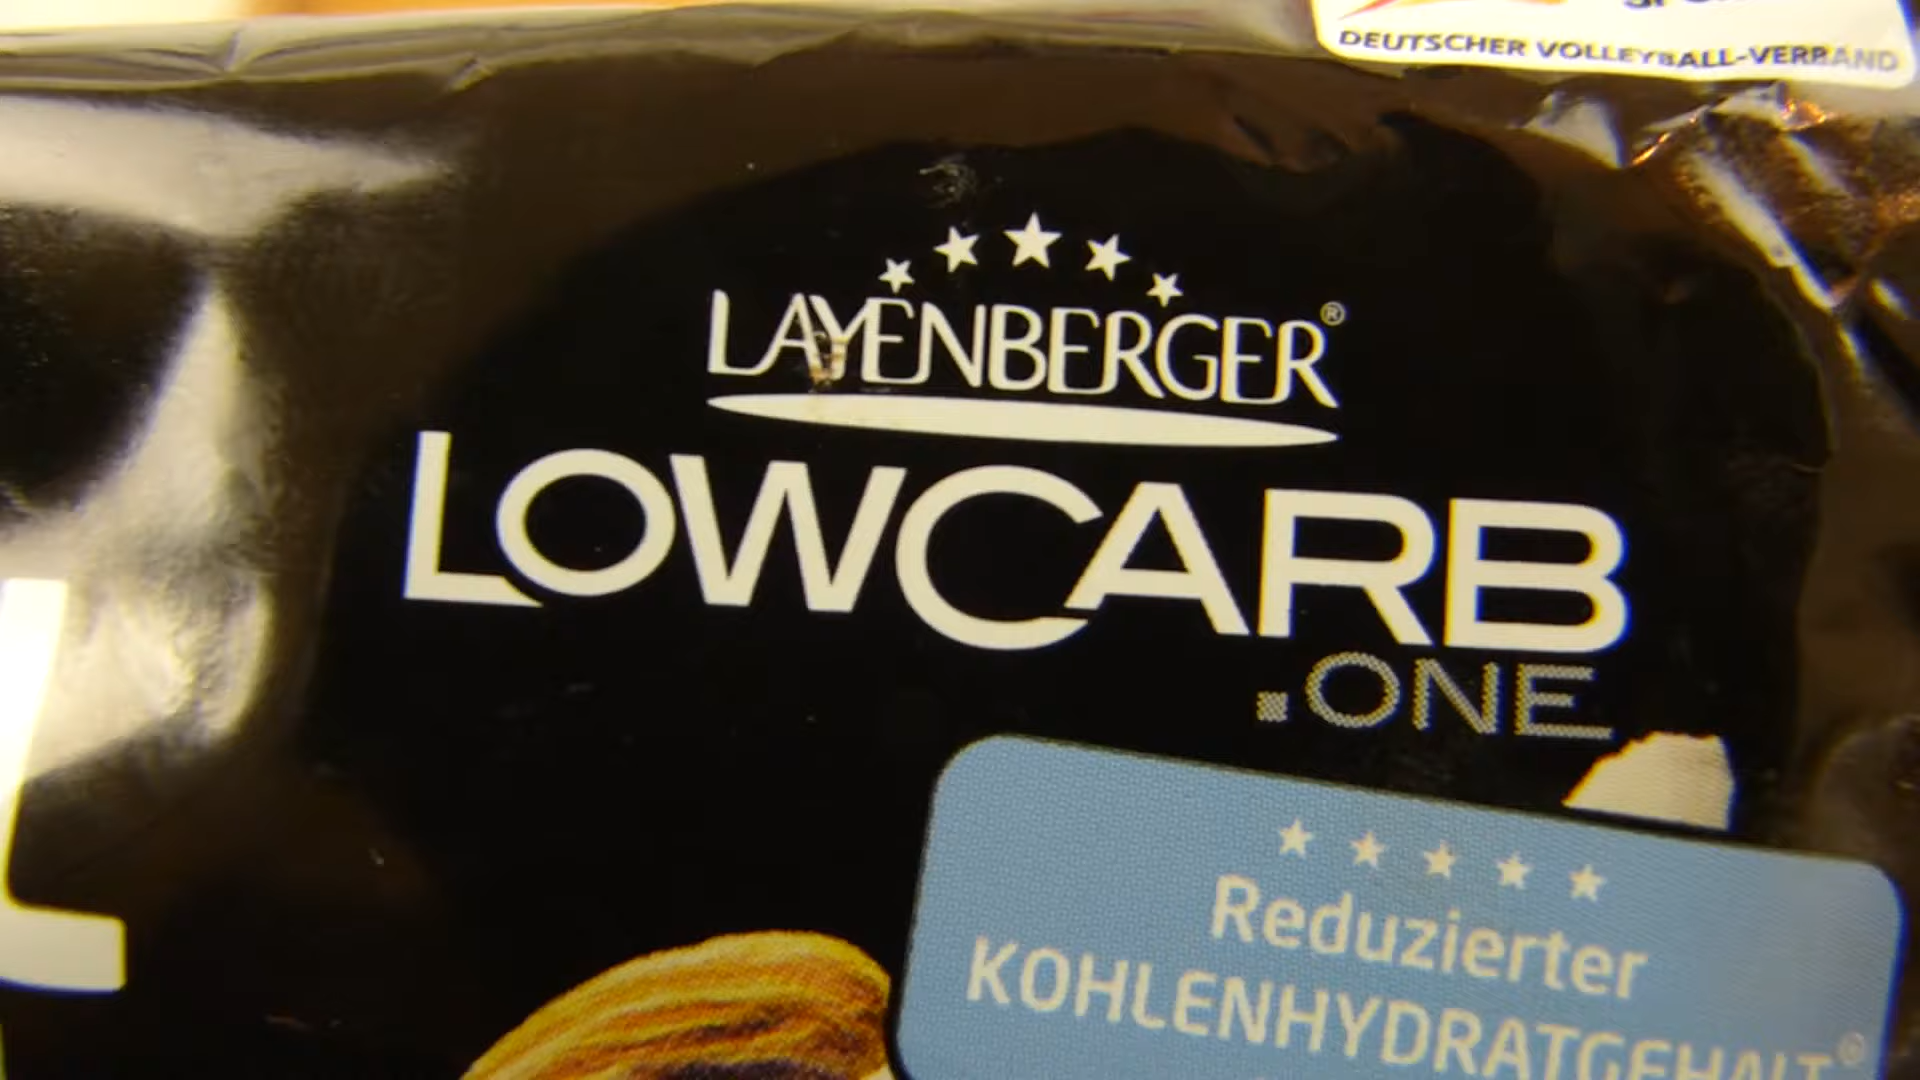 DEUTSCHER VOLLEYBALL-VERBAND
LAYENBERGER®
LOWCARB
.ONE
Reduzierter
KOHLENHYDRATGEHALT®